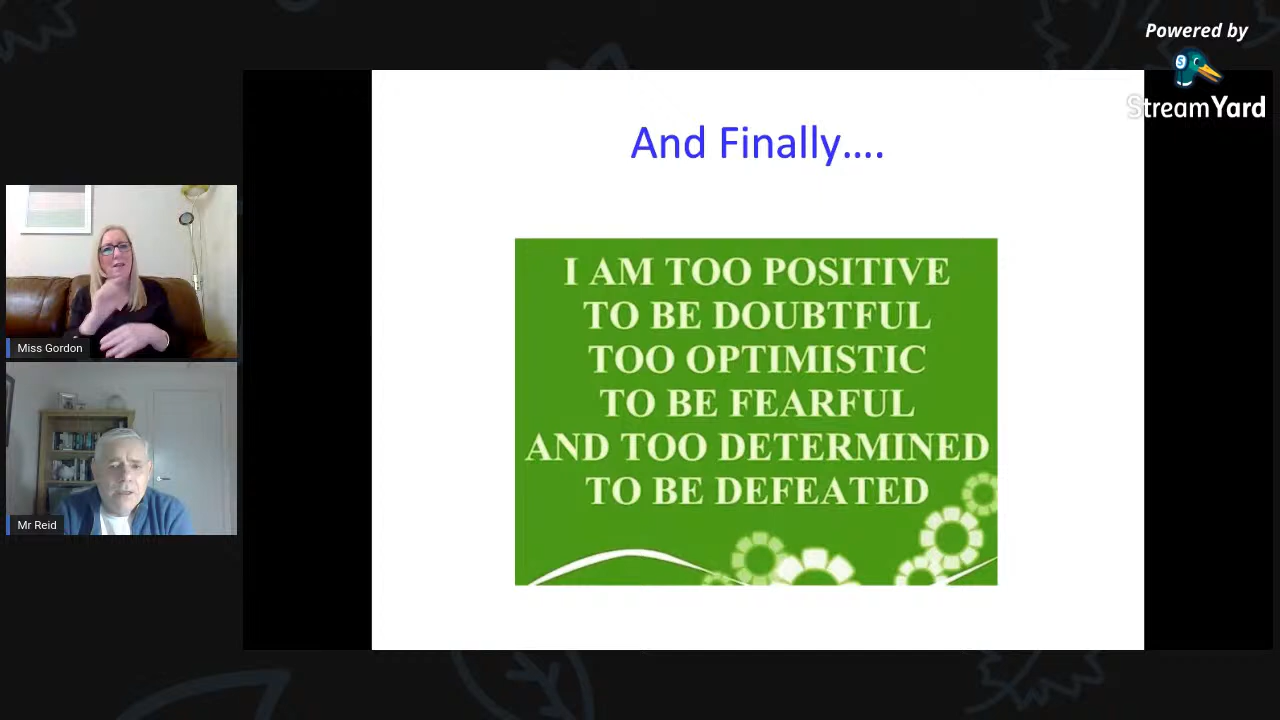 Powered by
StreamYard
And Finally....
I AM TOO POSITIVE
TO BE DOUBTFUL
TOO OPTIMISTIC
TO BE FEARFUL
AND TOO DETERMINED
TO BE DEFEATED
Miss Gordon
Mr Reid